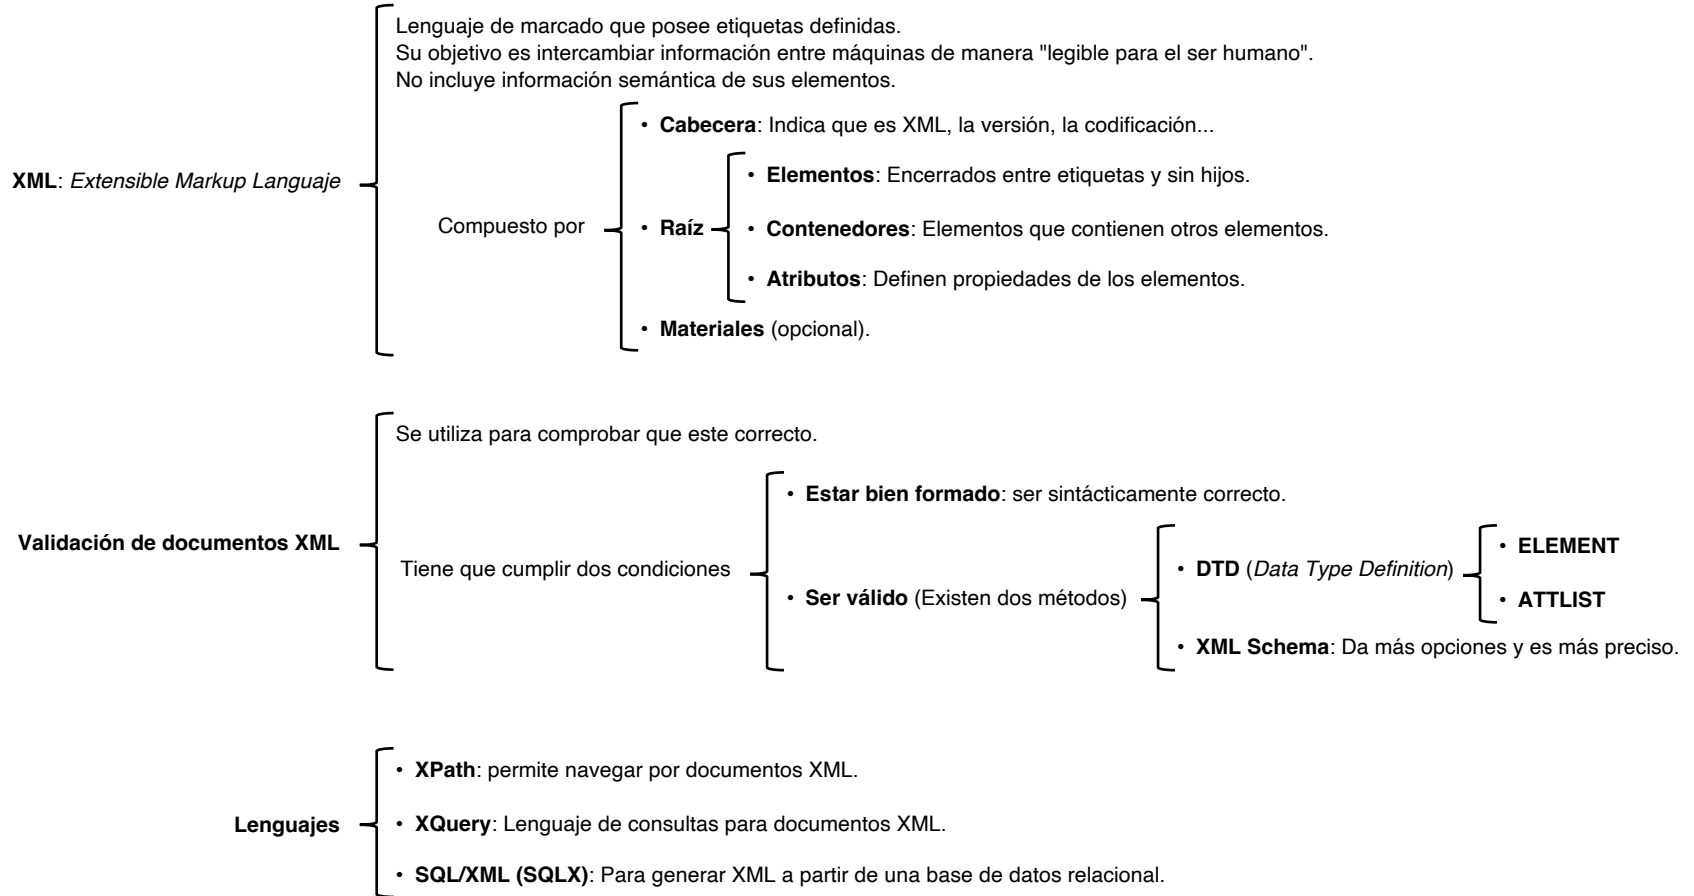 Lenguaje de marcado que posee etiquetas definidas.
Su objetivo es intercambiar información entre máquinas de manera "legible para el ser humano".
No incluye información semántica de sus elementos.
• Cabecera: Indica que es XML, la versión, la codificación...
XML: Extensible Markup Languaje
• Elementos: Encerrados entre etiquetas y sin hijos.
Compuesto por
• Raíz
• Contenedores: Elementos que contienen otros elementos.
• Atributos: Definen propiedades de los elementos.
• Materiales (opcional).
Se utiliza para comprobar que este correcto.
• Estar bien formado: ser sintácticamente correcto.
Validación de documentos XML
Tiene que cumplir dos condiciones
• Ser válido (Existen dos métodos)
• DTD (Data Type Definition)
• ELEMENT
• ATTLIST
• XML Schema: Da más opciones y es más preciso.
Lenguajes
• XPath: permite navegar por documentos XML.
• XQuery: Lenguaje de consultas para documentos XML.
• SQL/XML (SQLX): Para generar XML a partir de una base de datos relacional.